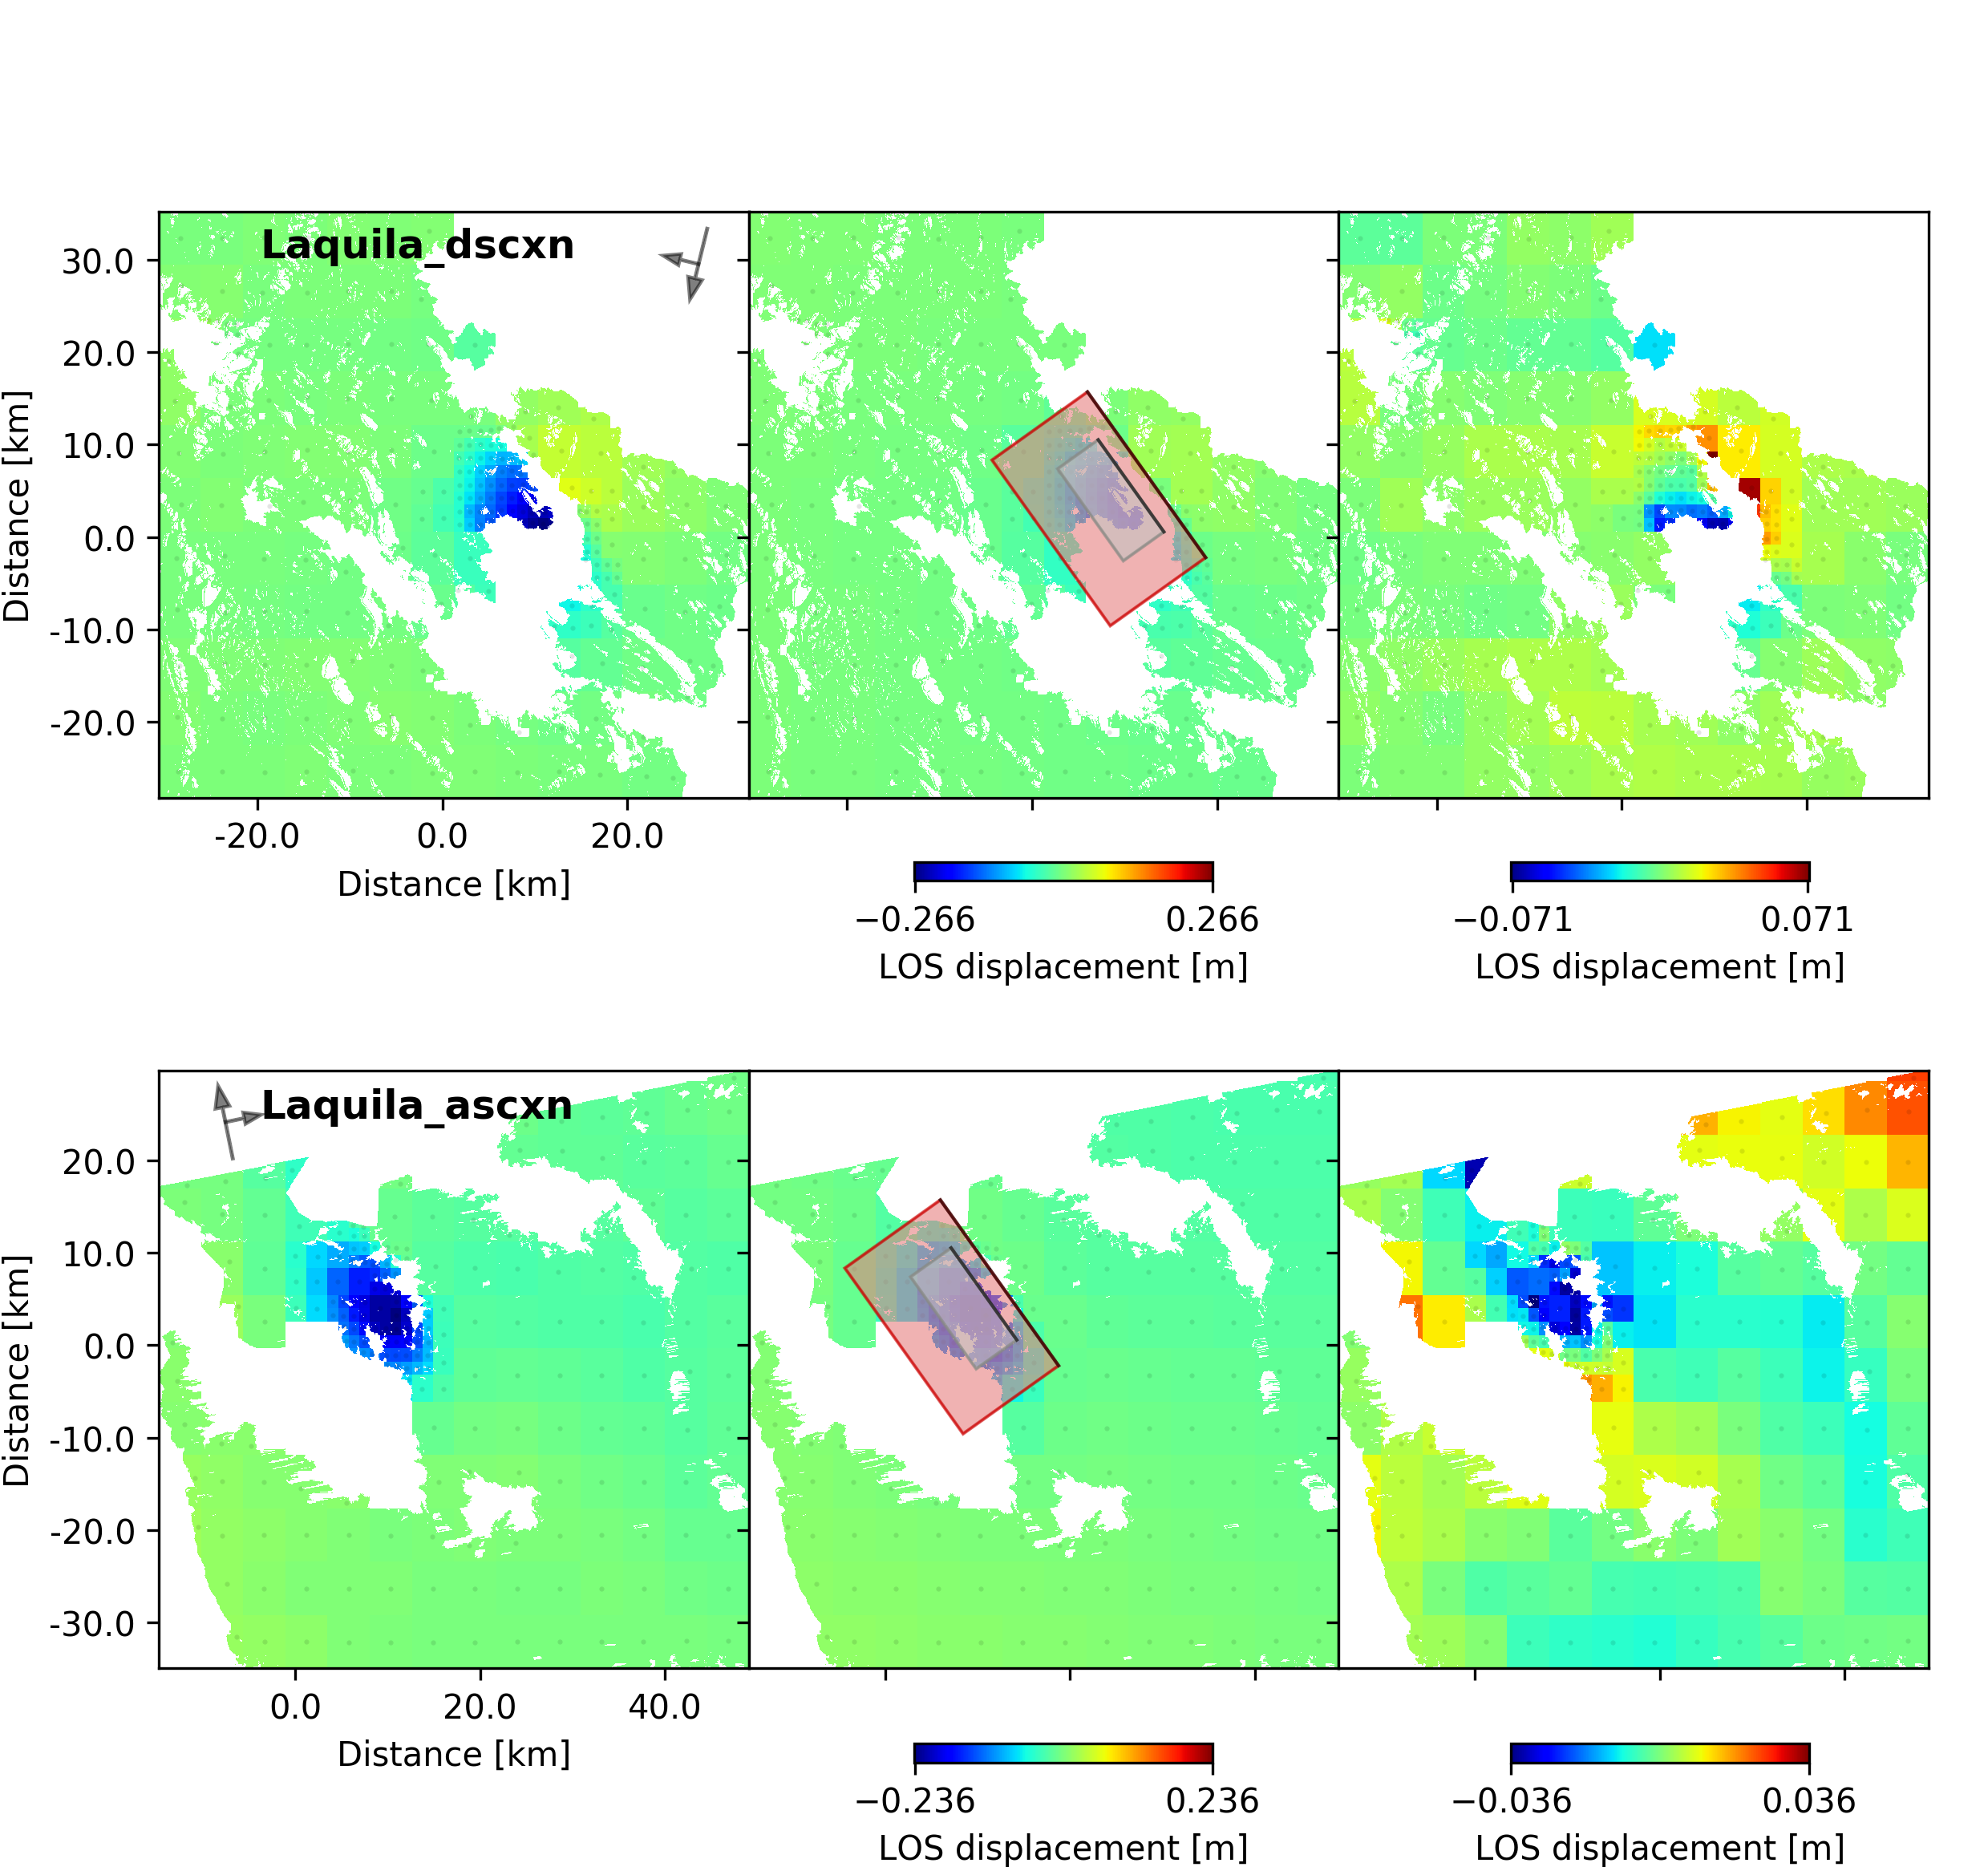 Laquila_dscxn
Distance [km]
30.0
20.0
10.0
0.0
-10.0
-20.0
-20.0 0.0 20.0
Distance [km]
−0.266 0.266
LOS displacement [m]
−0.071 0.071
LOS displacement [m]
Laquila_ascxn
Distance [km]
20.0
10.0
0.0
-10.0
-20.0
-30.0
0.0 20.0 40.0
Distance [km]
−0.236 0.236
LOS displacement [m]
−0.036 0.036
LOS displacement [m]